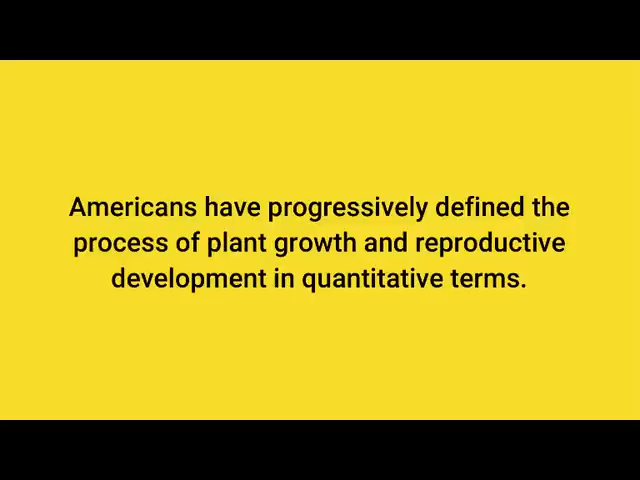 Americans have progressively defined the
process of plant growth and reproductive
development in quantitative terms.